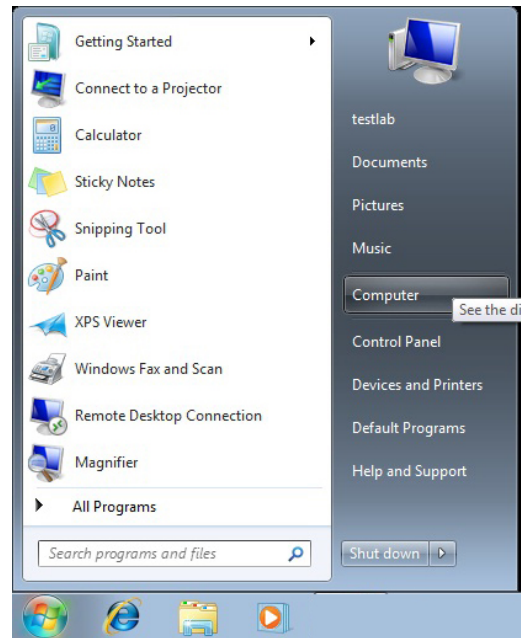 Getting Started
Connect to a Projector
Calculator
Sticky Notes
Snipping Tool
Paint
XPS Viewer
Windows Fax and Scan
Remote Desktop Connection
Magnifier
All Programs
Search programs and files
testlab
Documents
Pictures
Music
Computer
See the di
Control Panel
Devices and Printers
Default Programs
Help and Support
Shut down